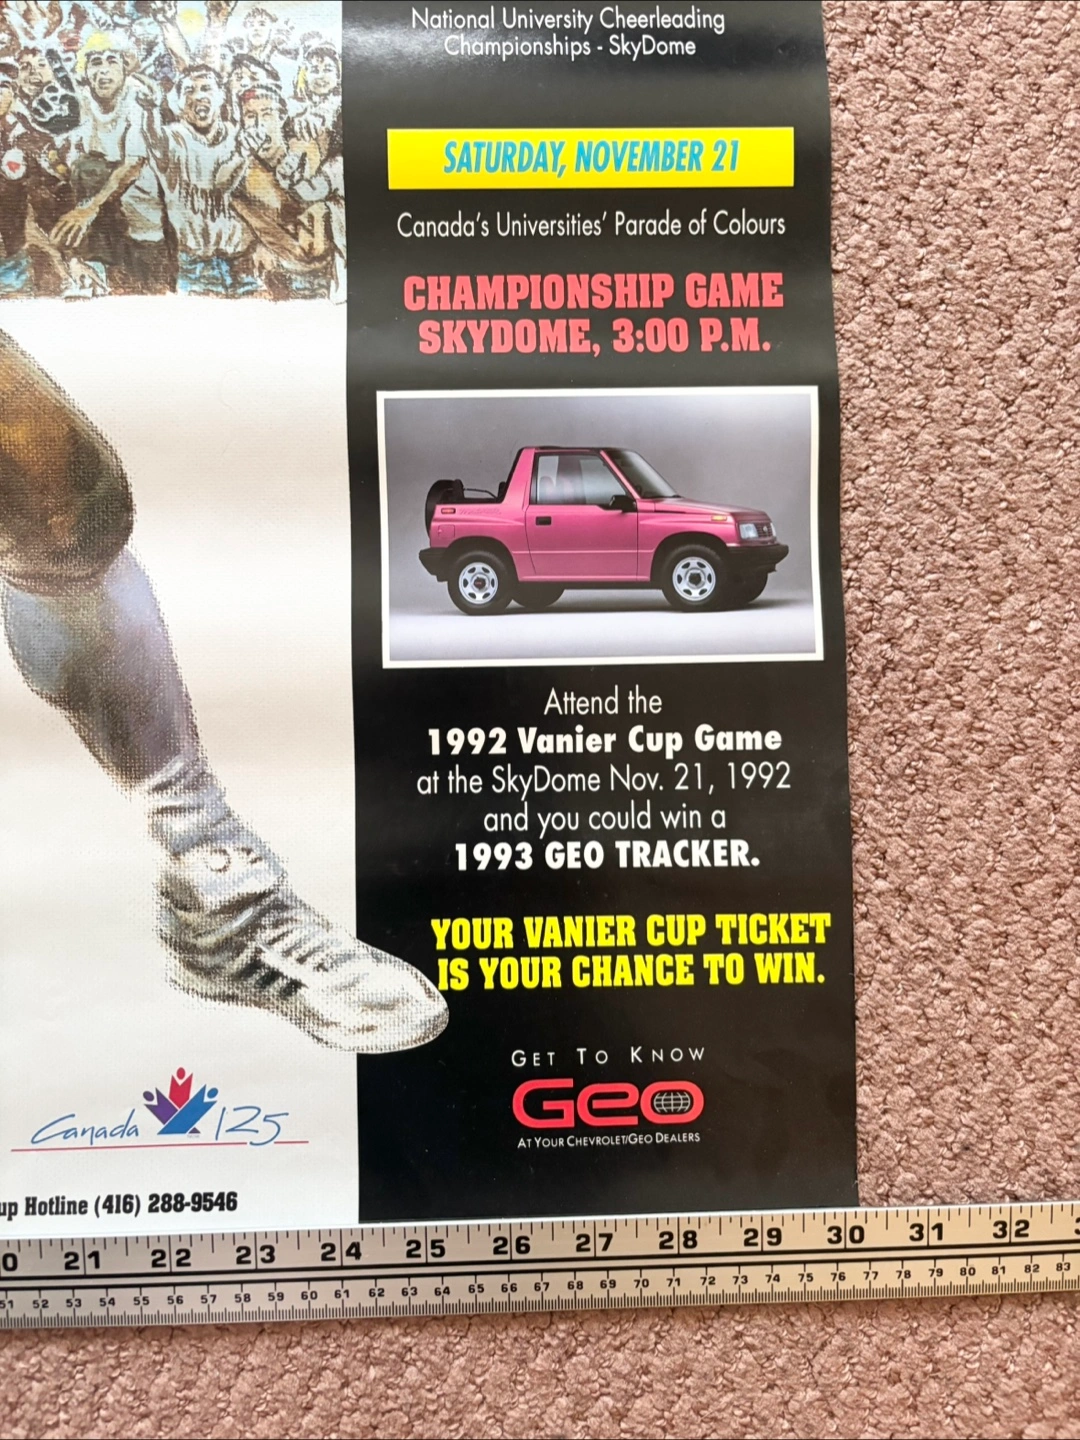 National University Cheerleading
Championships - SkyDome
SATURDAY, NOVEMBER 21
Canada's Universities' Parade of Colours
CHAMPIONSHIP GAME
SKYDOME, 3:00 P.M.
Attend the
1992 Vanier Cup Game
at the SkyDome Nov. 21, 1992
and you could win a
1993 GEO TRACKER.
YOUR VANIER CUP TICKET
IS YOUR CHANCE TO WIN.
GET TO KNOW
Geo
AT YOUR CHEVROLET/GEO DEALERS
Canada 125
up Hotline (416) 288-9546
0 21 22 23 24 25 26 27 28 29 30 31 32
51 52 53 54 55 56 57 58 59 60 61 62 63 64 65 66 67 68 69 70 71 72 73 74 75 76 77 78 79 80 81 82 83